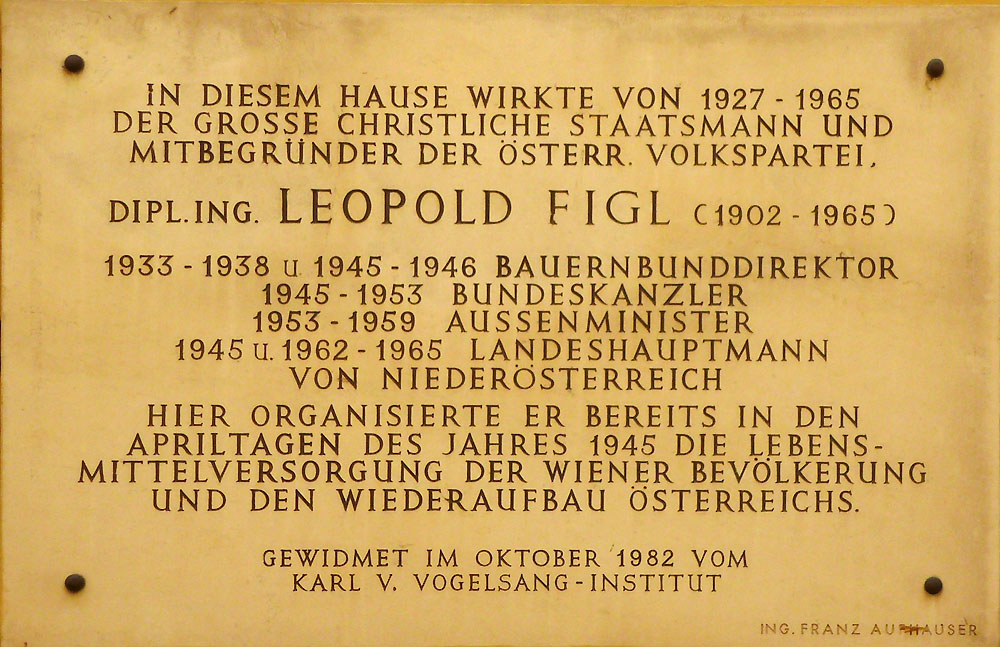 IN DIESEM HAUSE WIRKTE VON 1927 - 1965
DER GROSSE CHRISTLICHE STAATSMANN UND
MITBEGRÜNDER DER ÖSTERR. VOLKSPARTEI,
DIPL.ING. LEOPOLD FIGL (1902 - 1965)
1933 - 1938 u. 1945 - 1946 BAUERNBUNDDIREKTOR
1945 - 1953 BUNDESKANZLER
1953 - 1959 AUSSENMINISTER
1945 u. 1962 - 1965 LANDESHAUPTMANN
VON NIEDERÖSTERREICH
HIER ORGANISIERTE ER BEREITS IN DEN
APRILTAGEN DES JAHRES 1945 DIE LEBENS-
MITTELVERSORGUNG DER WIENER BEVÖLKERUNG
UND DEN WIEDERAUFBAU ÖSTERREICHS.
GEWIDMET IM OKTOBER 1982 VOM
KARL V. VOGELSANG-INSTITUT
ING. FRANZ AUFHAUSER